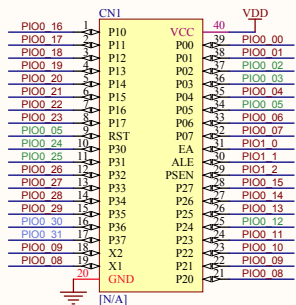 CN1 VDD
PIO0_16 1 P10 VCC 40
PIO0_17 2 P11 P00 39 PIO0_00
PIO0_18 3 P12 P01 38 PIO0_01
PIO0_19 4 P13 P02 37 PIO0_02
PIO0_20 5 P14 P03 36 PIO0_03
PIO0_21 6 P15 P04 35 PIO0_04
PIO0_22 7 P16 P05 34 PIO0_05
PIO0_23 8 P17 P06 33 PIO0_06
PIO0_05 9 RST P07 32 PIO0_07
PIO0_24 10 P30 EA 31 PIO1_0
PIO0_25 11 P31 ALE 30 PIO1_1
PIO0_26 12 P32 PSEN 29 PIO1_2
PIO0_27 13 P33 P27 28 PIO0_15
PIO0_28 14 P34 P26 27 PIO0_14
PIO0_29 15 P35 P25 26 PIO0_13
PIO0_30 16 P36 P24 25 PIO0_12
PIO0_31 17 P37 P23 24 PIO0_11
PIO0_09 18 X2 P22 23 PIO0_10
PIO0_08 19 X1 P21 22 PIO0_09
20 GND P20 21 PIO0_08
[N/A]